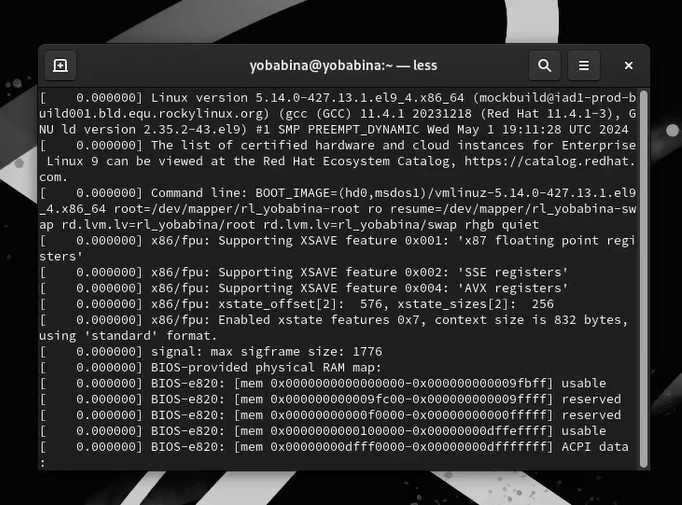 yobabina@yobabina:~ — less
[    0.000000] Linux version 5.14.0-427.13.1.el9_4.x86_64 (mockbuild@iad1-prod-b
uild001.bld.equ.rockylinux.org) (gcc (GCC) 11.4.1 20231218 (Red Hat 11.4.1-3), G
NU ld version 2.35.2-43.el9) #1 SMP PREEMPT_DYNAMIC Wed May 1 19:11:28 UTC 2024
[    0.000000] The list of certified hardware and cloud instances for Enterprise
 Linux 9 can be viewed at the Red Hat Ecosystem Catalog, https://catalog.redhat.
com.
[    0.000000] Command line: BOOT_IMAGE=(hd0,msdos1)/vmlinuz-5.14.0-427.13.1.el9
_4.x86_64 root=/dev/mapper/rl_yobabina-root ro resume=/dev/mapper/rl_yobabina-sw
ap rd.lvm.lv=rl_yobabina/root rd.lvm.lv=rl_yobabina/swap rhgb quiet
[    0.000000] x86/fpu: Supporting XSAVE feature 0x001: 'x87 floating point regi
sters'
[    0.000000] x86/fpu: Supporting XSAVE feature 0x002: 'SSE registers'
[    0.000000] x86/fpu: Supporting XSAVE feature 0x004: 'AVX registers'
[    0.000000] x86/fpu: xstate_offset[2]:  576, xstate_sizes[2]:  256
[    0.000000] x86/fpu: Enabled xstate features 0x7, context size is 832 bytes,
using 'standard' format.
[    0.000000] signal: max sigframe size: 1776
[    0.000000] BIOS-provided physical RAM map:
[    0.000000] BIOS-e820: [mem 0x0000000000000000-0x000000000009fbff] usable
[    0.000000] BIOS-e820: [mem 0x000000000009fc00-0x000000000009ffff] reserved
[    0.000000] BIOS-e820: [mem 0x00000000000f0000-0x00000000000fffff] reserved
[    0.000000] BIOS-e820: [mem 0x0000000000100000-0x00000000dffeffff] usable
[    0.000000] BIOS-e820: [mem 0x00000000dfff0000-0x00000000dfffffff] ACPI data
: